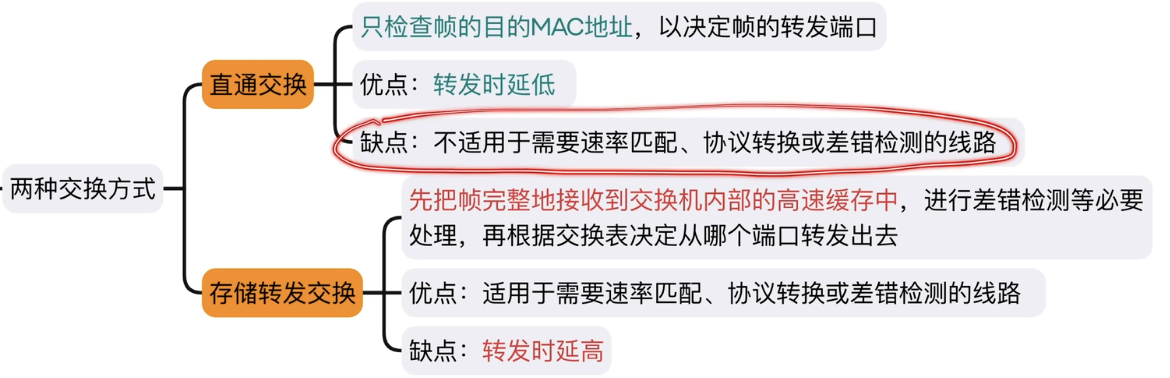 两种交换方式
直通交换
只检查帧的目的MAC地址，以决定帧的转发端口
优点：转发时延低
缺点：不适用于需要速率匹配、协议转换或差错检测的线路
存储转发交换
先把帧完整地接收到交换机内部的高速缓存中，进行差错检测等必要
处理，再根据交换表决定从哪个端口转发出去
优点：适用于需要速率匹配、协议转换或差错检测的线路
缺点：转发时延高